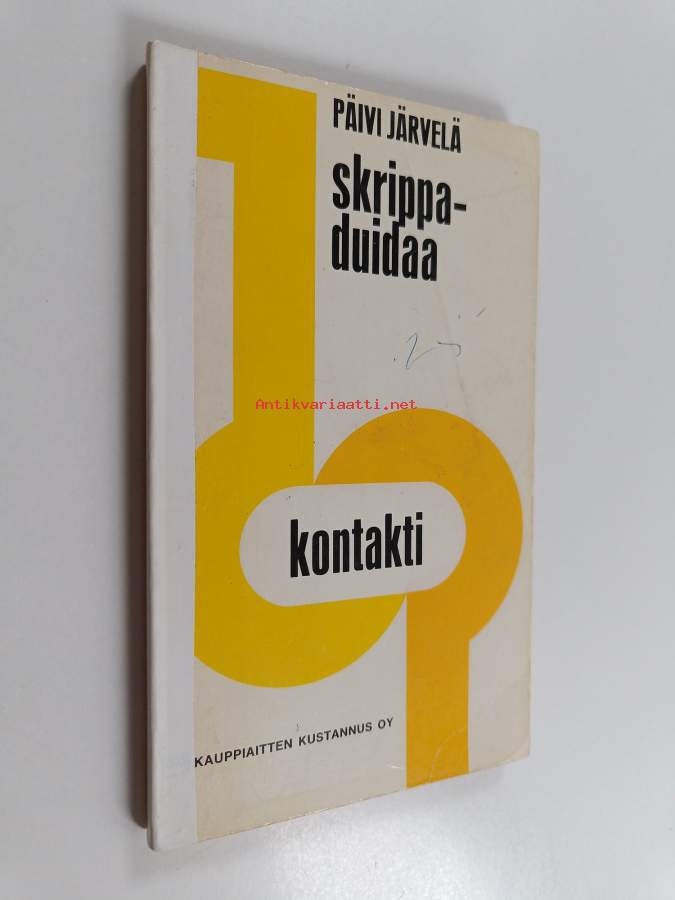 PÄIVI JÄRVELÄ
skrippa-
duidaa
Antikvariaatti.net
kontakti
KAUPPIAITTEN KUSTANNUS OY